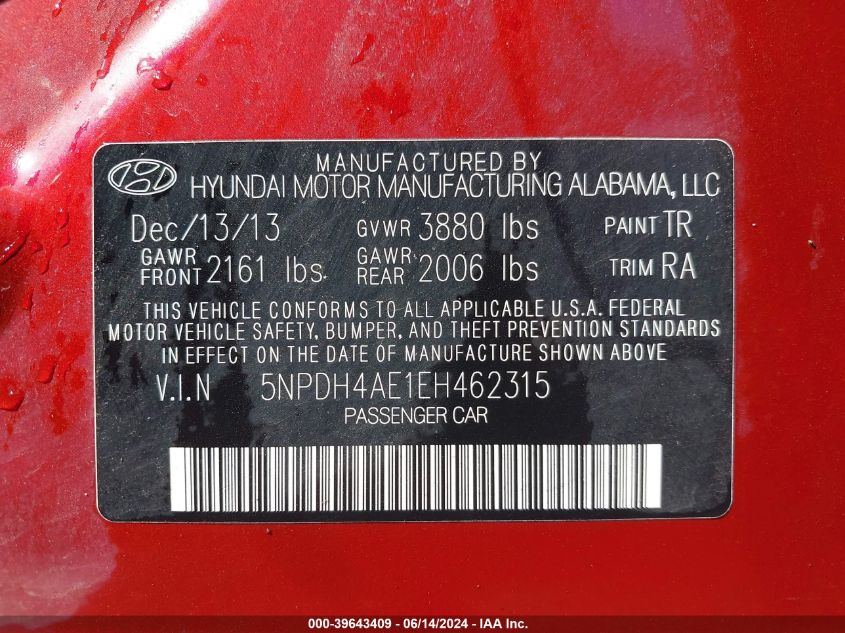 MANUFACTURED BY
HYUNDAI MOTOR MANUFACTURING ALABAMA, LLC
Dec/13/13 GVWR 3880 lbs PAINT TR
GAWR FRONT 2161 lbs GAWR REAR 2006 lbs TRIM RA
THIS VEHICLE CONFORMS TO ALL APPLICABLE U.S.A. FEDERAL
MOTOR VEHICLE SAFETY, BUMPER, AND THEFT PREVENTION STANDARDS
IN EFFECT ON THE DATE OF MANUFACTURE SHOWN ABOVE
V.I.N 5NPDH4AE1EH462315
PASSENGER CAR
000-39643409 - 06/14/2024 - IAA Inc.